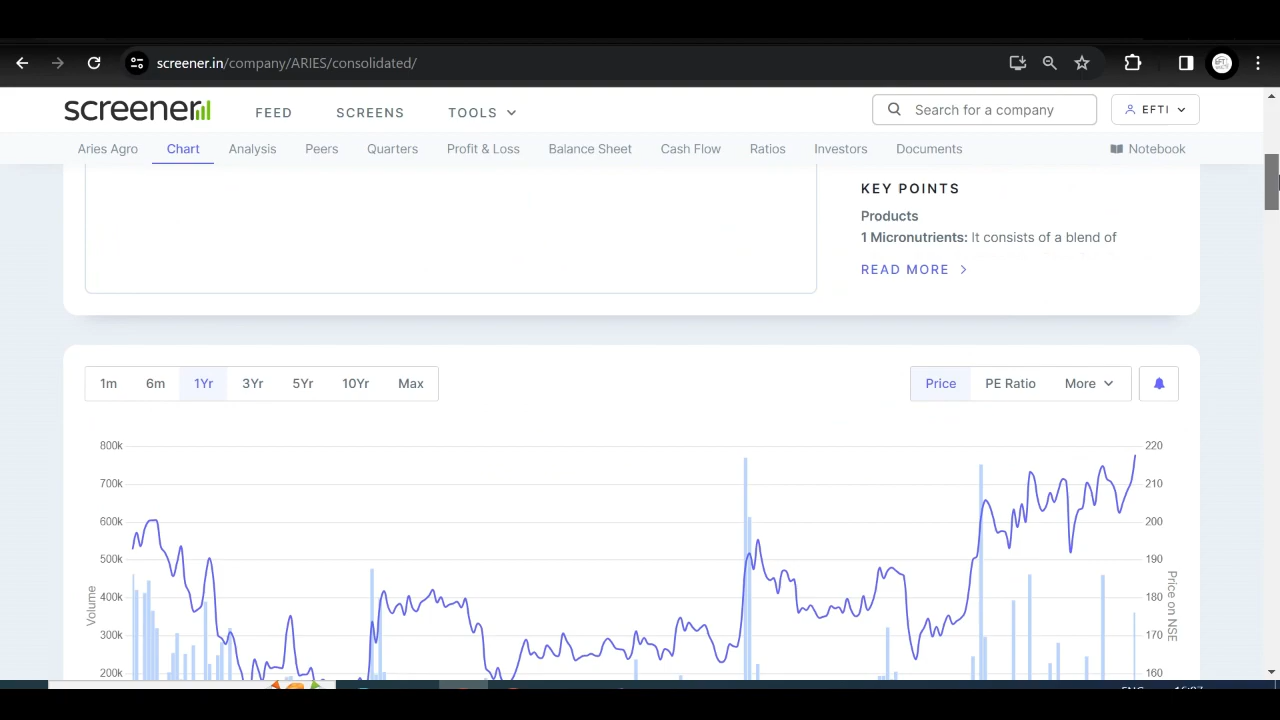 screener.in/company/ARIES/consolidated/
screener
FEED
SCREENS
TOOLS
Search for a company
EFTI
Aries Agro
Chart
Analysis
Peers
Quarters
Profit & Loss
Balance Sheet
Cash Flow
Ratios
Investors
Documents
Notebook
KEY POINTS
Products
1 Micronutrients: It consists of a blend of
READ MORE
1m
6m
1Yr
3Yr
5Yr
10Yr
Max
Price
PE Ratio
More
800k
220
700k
210
600k
200
500k
190
400k
180
300k
170
200k
160
Volume
Price on NSE